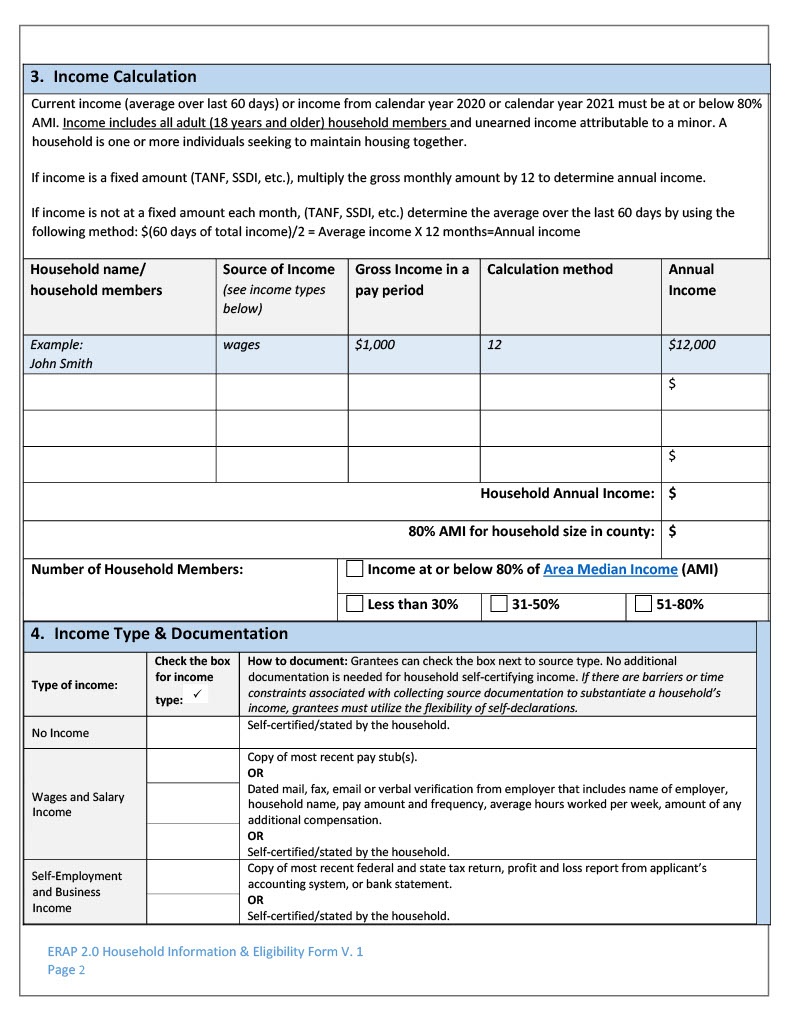 3. Income Calculation
Current income (average over last 60 days) or income from calendar year 2020 or calendar year 2021 must be at or below 80%
AMI. Income includes all adult (18 years and older) household members and unearned income attributable to a minor. A
household is one or more individuals seeking to maintain housing together.
If income is a fixed amount (TANF, SSDI, etc.), multiply the gross monthly amount by 12 to determine annual income.
If income is not at a fixed amount each month, (TANF, SSDI, etc.) determine the average over the last 60 days by using the
following method: $(60 days of total income)/2 = Average income X 12 months=Annual income
Household name/
household members
Source of Income
(see income types
below)
Gross Income in a
pay period
Calculation method
Annual
Income
Example:
John Smith
wages
$1,000
12
$12,000
$
$
Household Annual Income: $
80% AMI for household size in county: $
Number of Household Members:
Income at or below 80% of Area Median Income (AMI)
Less than 30%
31-50%
51-80%
4. Income Type & Documentation
Type of income:
Check the box
for income
type: ✓
How to document: Grantees can check the box next to source type. No additional
documentation is needed for household self-certifying income. If there are barriers or time
constraints associated with collecting source documentation to substantiate a household's
income, grantees must utilize the flexibility of self-declarations.
No Income
Self-certified/stated by the household.
Wages and Salary
Income
Copy of most recent pay stub(s).
OR
Dated mail, fax, email or verbal verification from employer that includes name of employer,
household name, pay amount and frequency, average hours worked per week, amount of any
additional compensation.
OR
Self-certified/stated by the household.
Self-Employment
and Business
Income
Copy of most recent federal and state tax return, profit and loss report from applicant's
accounting system, or bank statement.
OR
Self-certified/stated by the household.
ERAP 2.0 Household Information & Eligibility Form V. 1
Page 2